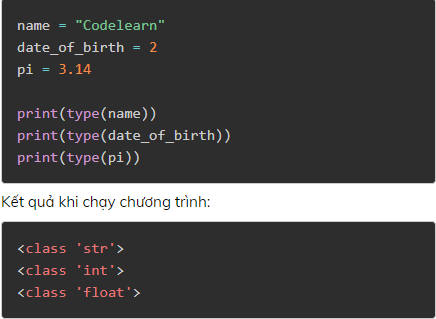 name = "Codelearn"
date_of_birth = 2
pi = 3.14
print(type(name))
print(type(date_of_birth))
print(type(pi))
Kết quả khi chạy chương trình:
<class 'str'>
<class 'int'>
<class 'float'>